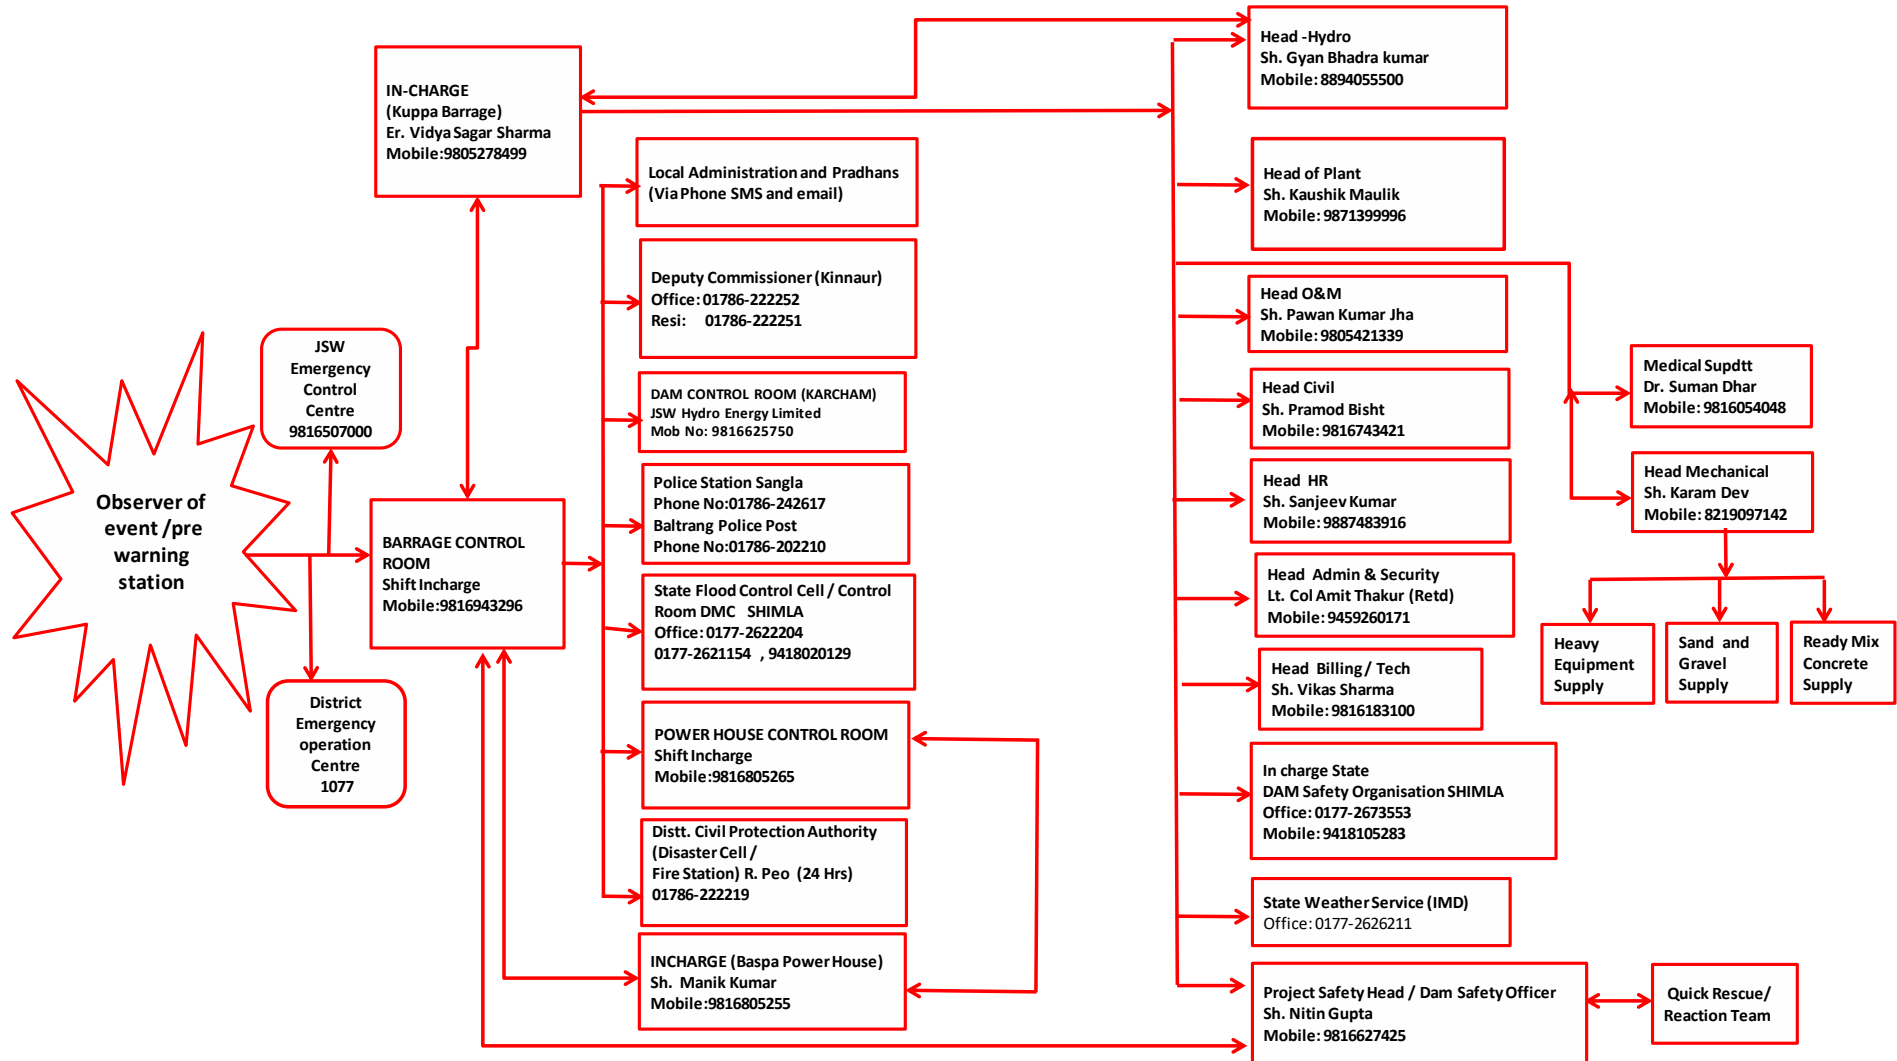 Observer of
event /pre
warning
station
JSW
Emergency
Control
Centre
9816507000
District
Emergency
operation
Centre
1077
IN-CHARGE
(Kuppa Barrage)
Er. Vidya Sagar Sharma
Mobile:9805278499
BARRAGE CONTROL
ROOM
Shift Incharge
Mobile:9816943296
Local Administration and Pradhans
(Via Phone SMS and email)
Deputy Commissioner (Kinnaur)
Office: 01786-222252
Resi: 01786-222251
DAM CONTROL ROOM (KARCHAM)
JSW Hydro Energy Limited
Mob No: 9816625750
Police Station Sangla
Phone No:01786-242617
Baltrang Police Post
Phone No:01786-202210
State Flood Control Cell / Control
Room DMC SHIMLA
Office: 0177-2622204
0177-2621154 , 9418020129
POWER HOUSE CONTROL ROOM
Shift Incharge
Mobile:9816805265
Distt. Civil Protection Authority
(Disaster Cell /
Fire Station) R. Peo (24 Hrs)
01786-222219
INCHARGE (Baspa Power House)
Sh. Manik Kumar
Mobile:9816805255
Head -Hydro
Sh. Gyan Bhadra kumar
Mobile: 8894055500
Head of Plant
Sh. Kaushik Maulik
Mobile: 9871399996
Head O&M
Sh. Pawan Kumar Jha
Mobile: 9805421339
Head Civil
Sh. Pramod Bisht
Mobile: 9816743421
Head HR
Sh. Sanjeev Kumar
Mobile: 9887483916
Head Admin & Security
Lt. Col Amit Thakur (Retd)
Mobile: 9459260171
Head Billing / Tech
Sh. Vikas Sharma
Mobile: 9816183100
In charge State
DAM Safety Organisation SHIMLA
Office: 0177-2673553
Mobile: 9418105283
State Weather Service (IMD)
Office: 0177-2626211
Project Safety Head / Dam Safety Officer
Sh. Nitin Gupta
Mobile: 9816627425
Medical Supdtt
Dr. Suman Dhar
Mobile: 9816054048
Head Mechanical
Sh. Karam Dev
Mobile: 8219097142
Heavy
Equipment
Supply
Sand and
Gravel
Supply
Ready Mix
Concrete
Supply
Quick Rescue/
Reaction Team